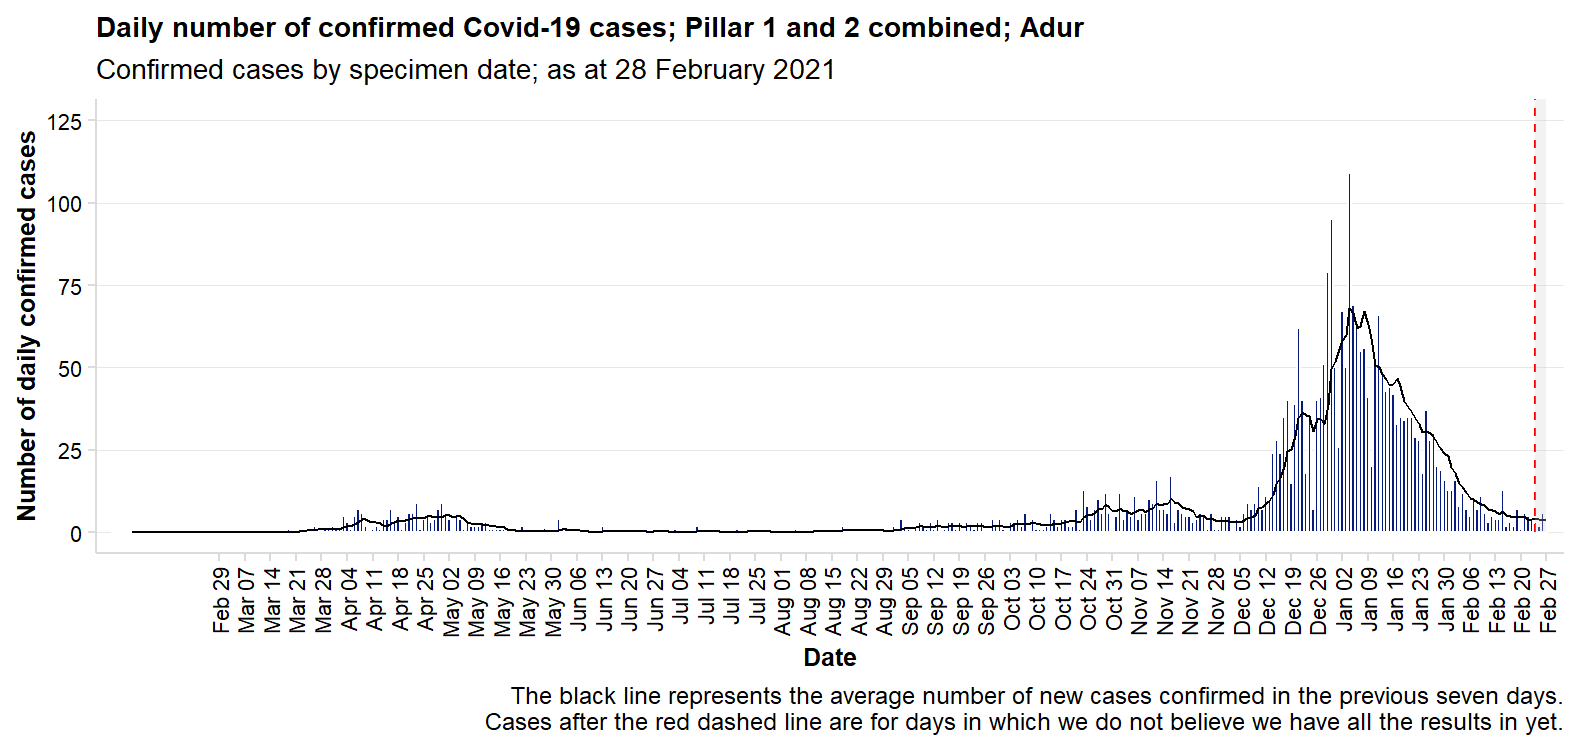 Daily number of confirmed Covid-19 cases; Pillar 1 and 2 combined; Adur
Confirmed cases by specimen date; as at 28 February 2021
Number of daily confirmed cases
125
100
75
50
25
0
Feb 29
Mar 07
Mar 14
Mar 21
Mar 28
Apr 04
Apr 11
Apr 18
Apr 25
May 02
May 09
May 16
May 23
May 30
Jun 06
Jun 13
Jun 20
Jun 27
Jul 04
Jul 11
Jul 18
Jul 25
Aug 01
Aug 08
Aug 15
Aug 22
Aug 29
Sep 05
Sep 12
Sep 19
Sep 26
Oct 03
Oct 10
Oct 17
Oct 24
Oct 31
Nov 07
Nov 14
Nov 21
Nov 28
Dec 05
Dec 12
Dec 19
Dec 26
Jan 02
Jan 09
Jan 16
Jan 23
Jan 30
Feb 06
Feb 13
Feb 20
Feb 27
Date
The black line represents the average number of new cases confirmed in the previous seven days.
Cases after the red dashed line are for days in which we do not believe we have all the results in yet.